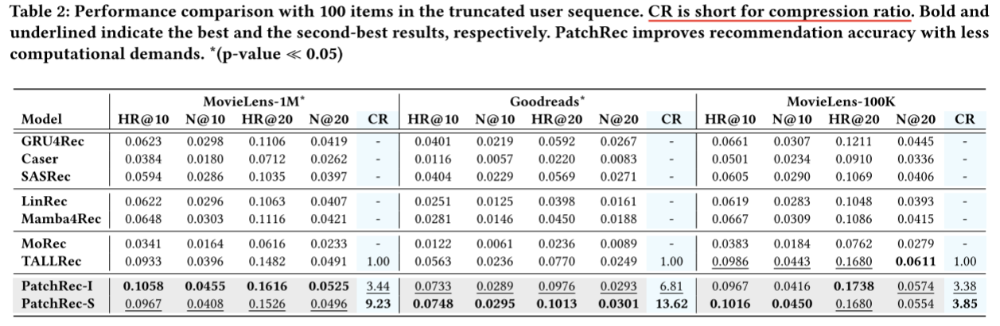 Table 2: Performance comparison with 100 items in the truncated user sequence. CR is short for compression ratio. Bold and
underlined indicate the best and the second-best results, respectively. PatchRec improves recommendation accuracy with less
computational demands. *(p-value ≪ 0.05)
MovieLens-1M* Goodreads* MovieLens-100K
Model HR@10 N@10 HR@20 N@20 CR HR@10 N@10 HR@20 N@20 CR HR@10 N@10 HR@20 N@20 CR
GRU4Rec 0.0623 0.0298 0.1106 0.0419 - 0.0401 0.0219 0.0592 0.0267 - 0.0661 0.0307 0.1211 0.0445 -
Caser 0.0384 0.0180 0.0712 0.0262 - 0.0116 0.0057 0.0220 0.0083 - 0.0501 0.0234 0.0910 0.0336 -
SASRec 0.0594 0.0286 0.1035 0.0397 - 0.0404 0.0229 0.0569 0.0271 - 0.0605 0.0290 0.1069 0.0406 -
LinRec 0.0622 0.0296 0.1063 0.0407 - 0.0251 0.0125 0.0398 0.0161 - 0.0619 0.0283 0.1048 0.0393 -
Mamba4Rec 0.0648 0.0303 0.1116 0.0421 - 0.0281 0.0146 0.0450 0.0188 - 0.0667 0.0309 0.1086 0.0415 -
MoRec 0.0341 0.0164 0.0616 0.0233 - 0.0122 0.0061 0.0236 0.0089 - 0.0383 0.0184 0.0762 0.0279 -
TALLRec 0.0933 0.0396 0.1482 0.0491 1.00 0.0563 0.0236 0.0770 0.0249 1.00 0.0986 0.0443 0.1680 0.0611 1.00
PatchRec-I 0.1058 0.0455 0.1616 0.0525 3.44 0.0733 0.0289 0.0976 0.0293 6.81 0.0967 0.0416 0.1738 0.0574 3.38
PatchRec-S 0.0967 0.0408 0.1526 0.0496 9.23 0.0748 0.0295 0.1013 0.0301 13.62 0.1016 0.0450 0.1680 0.0554 3.85